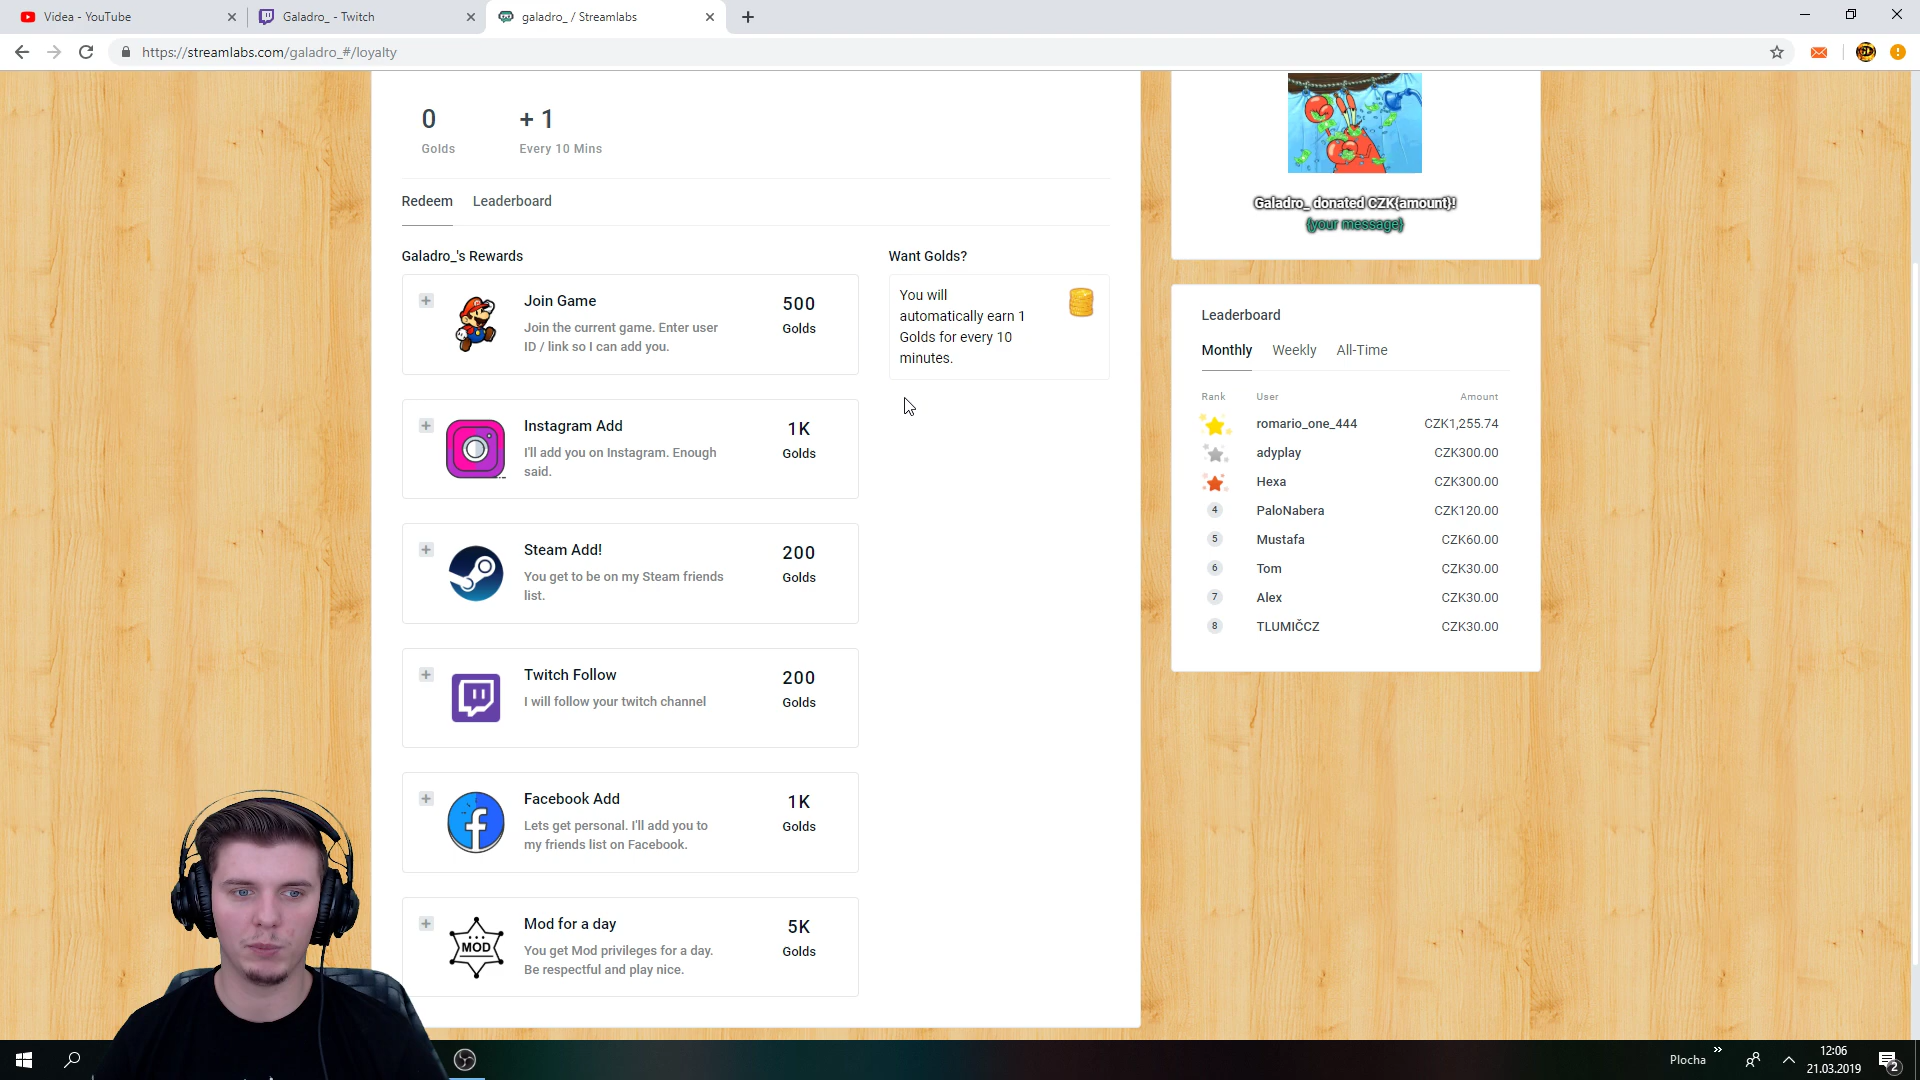 Videa - YouTube
Galadro_ - Twitch
galadro_ / Streamlabs
https://streamlabs.com/galadro_#/loyalty
0
Golds
+ 1
Every 10 Mins
Redeem
Leaderboard
Galadro_'s Rewards
Join Game
Join the current game. Enter user
ID / link so I can add you.
500
Golds
Instagram Add
I'll add you on Instagram. Enough
said.
1K
Golds
Steam Add!
You get to be on my Steam friends
list.
200
Golds
Twitch Follow
I will follow your twitch channel
200
Golds
Facebook Add
Lets get personal. I'll add you to
my friends list on Facebook.
1K
Golds
MOD
Mod for a day
You get Mod privileges for a day.
Be respectful and play nice.
5K
Golds
Want Golds?
You will
automatically earn 1
Golds for every 10
minutes.
Galadro_ donated CZK{amount}!
{your message}
Leaderboard
Monthly Weekly All-Time
Rank User Amount
romario_one_444 CZK1,255.74
adyplay CZK300.00
Hexa CZK300.00
4 PaloNabera CZK120.00
5 Mustafa CZK60.00
6 Tom CZK30.00
7 Alex CZK30.00
8 TLUMIČCZ CZK30.00
Plocha
12:06
21.03.2019
2